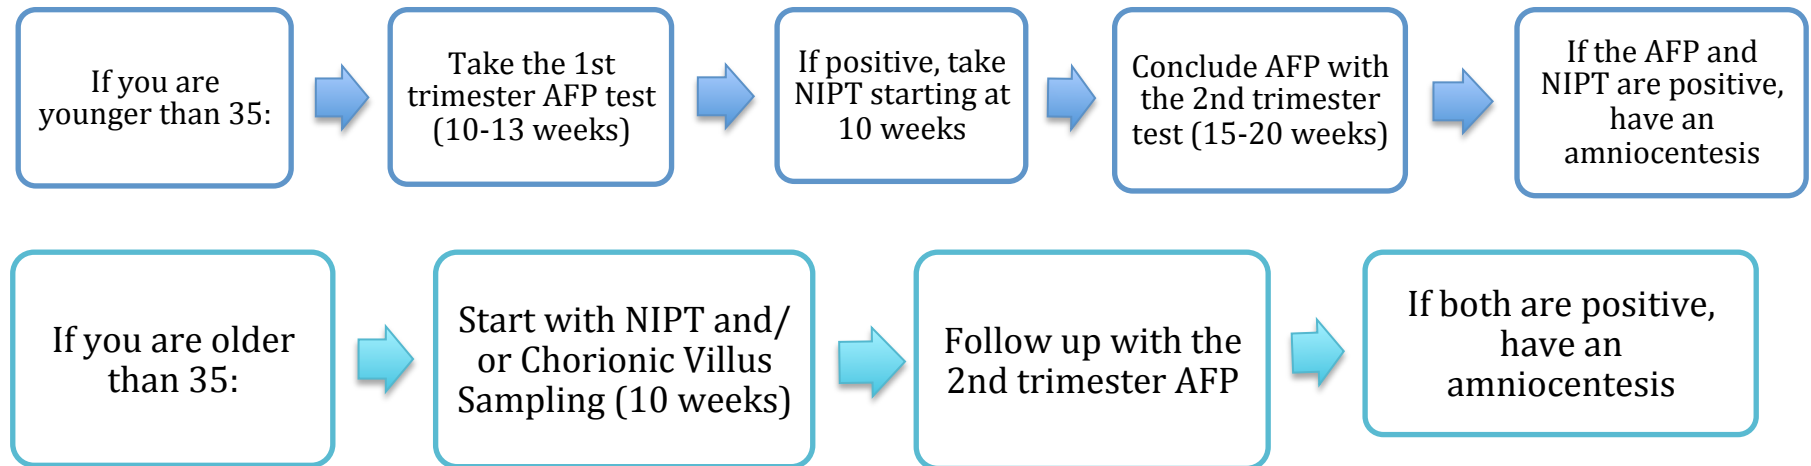 If you are
younger than 35:
Take the 1st
trimester AFP test
(10-13 weeks)
If positive, take
NIPT starting at
10 weeks
Conclude AFP with
the 2nd trimester
test (15-20 weeks)
If the AFP and
NIPT are positive,
have an
amniocentesis
If you are older
than 35:
Start with NIPT and/
or Chorionic Villus
Sampling (10 weeks)
Follow up with the
2nd trimester AFP
If both are positive,
have an
amniocentesis